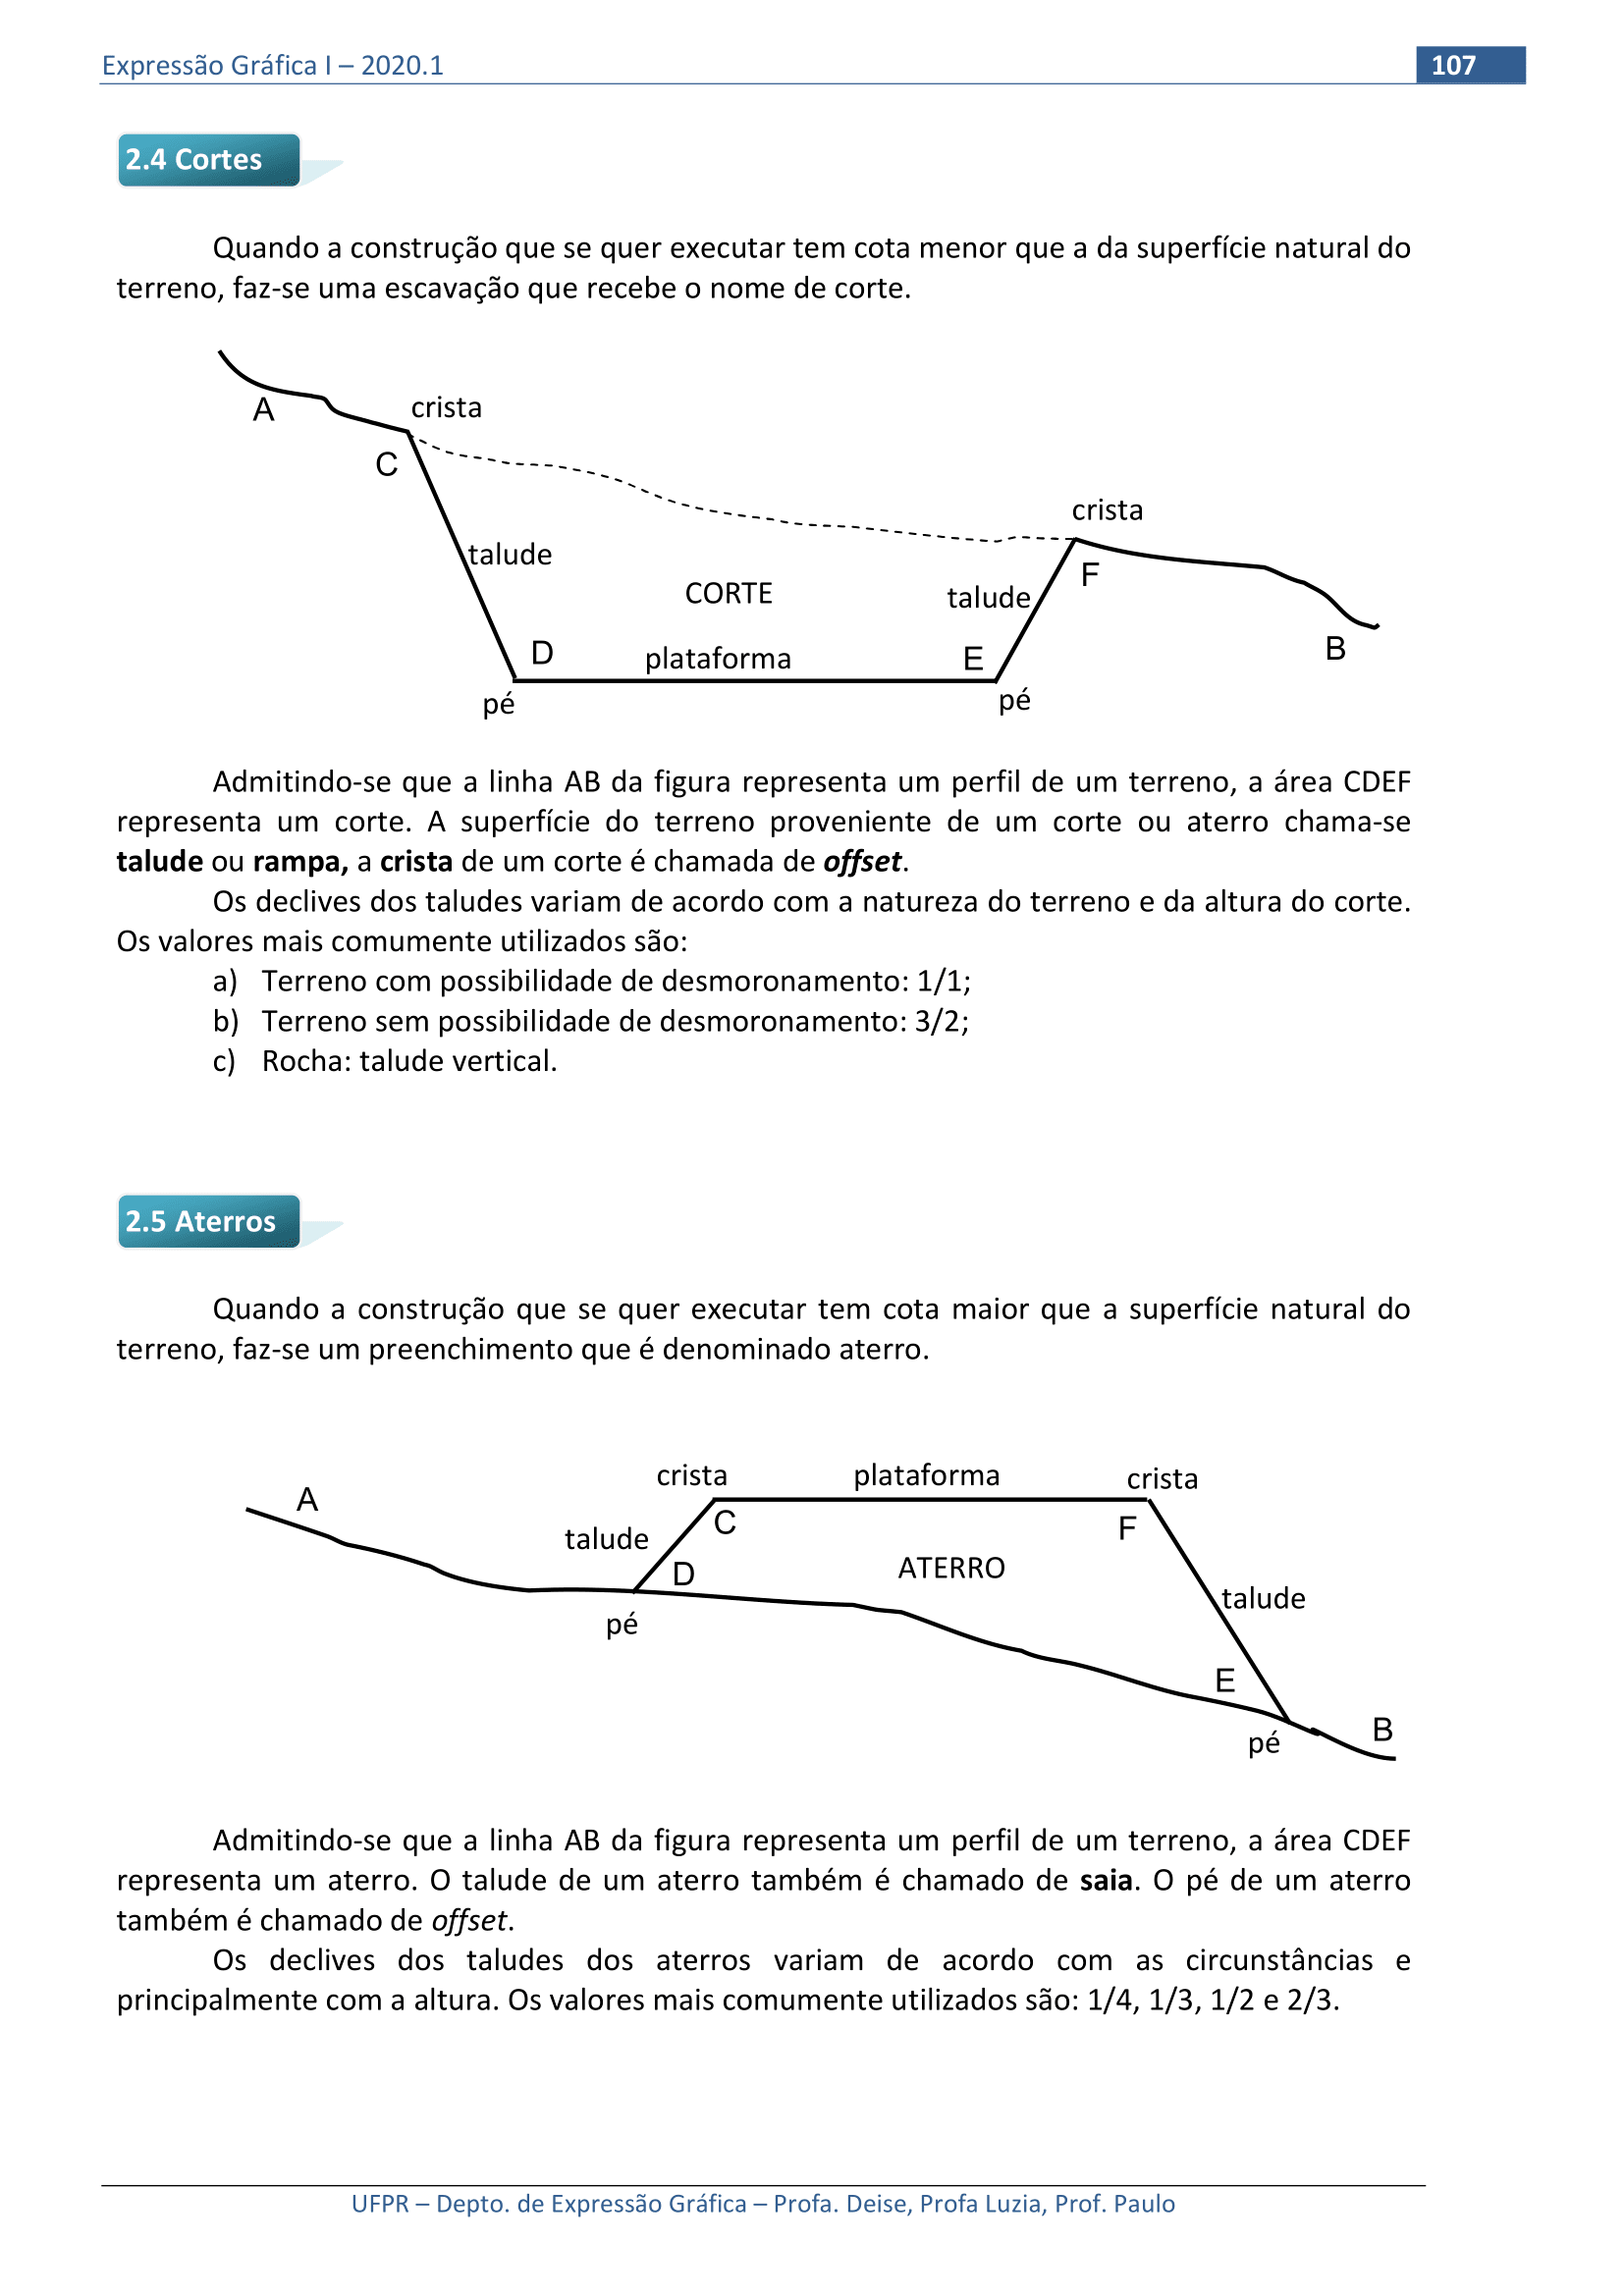 Expressão Gráfica I – 2020.1
107
2.4 Cortes
Quando a construção que se quer executar tem cota menor que a da superfície natural do
terreno, faz-se uma escavação que recebe o nome de corte.
A
crista
C
crista
talude
F
CORTE
talude
D
plataforma
E
B
pé
pé
Admitindo-se que a linha AB da figura representa um perfil de um terreno, a área CDEF
representa um corte. A superfície do terreno proveniente de um corte ou aterro chama-se
talude ou rampa, a crista de um corte é chamada de offset.
Os declives dos taludes variam de acordo com a natureza do terreno e da altura do corte.
Os valores mais comumente utilizados são:
a) Terreno com possibilidade de desmoronamento: 1/1;
b) Terreno sem possibilidade de desmoronamento: 3/2;
c) Rocha: talude vertical.
2.5 Aterros
Quando a construção que se quer executar tem cota maior que a superfície natural do
terreno, faz-se um preenchimento que é denominado aterro.
crista
plataforma
crista
A
C
F
talude
D
ATERRO
talude
pé
E
B
pé
Admitindo-se que a linha AB da figura representa um perfil de um terreno, a área CDEF
representa um aterro. O talude de um aterro também é chamado de saia. O pé de um aterro
também é chamado de offset.
Os declives dos taludes dos aterros variam de acordo com as circunstâncias e
principalmente com a altura. Os valores mais comumente utilizados são: 1/4, 1/3, 1/2 e 2/3.
UFPR – Depto. de Expressão Gráfica – Profa. Deise, Profa Luzia, Prof. Paulo